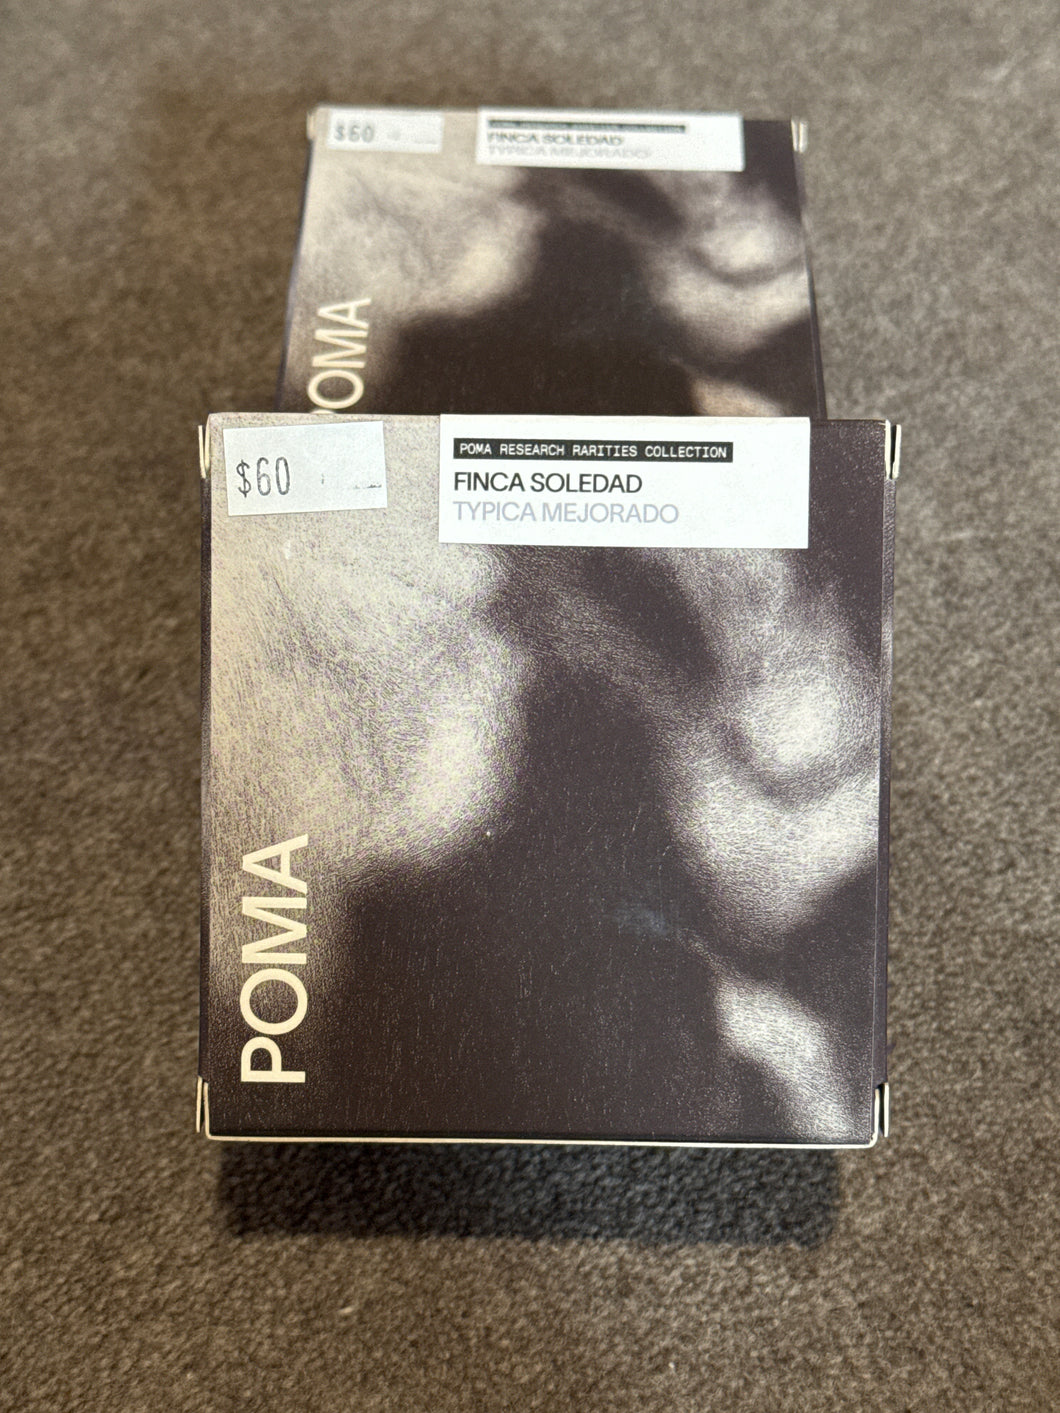 $60
FINCA SOLEDAD
TYPICA MEJORADO
POMA
$60
POMA RESEARCH RARITIES COLLECTION
FINCA SOLEDAD
TYPICA MEJORADO
POMA